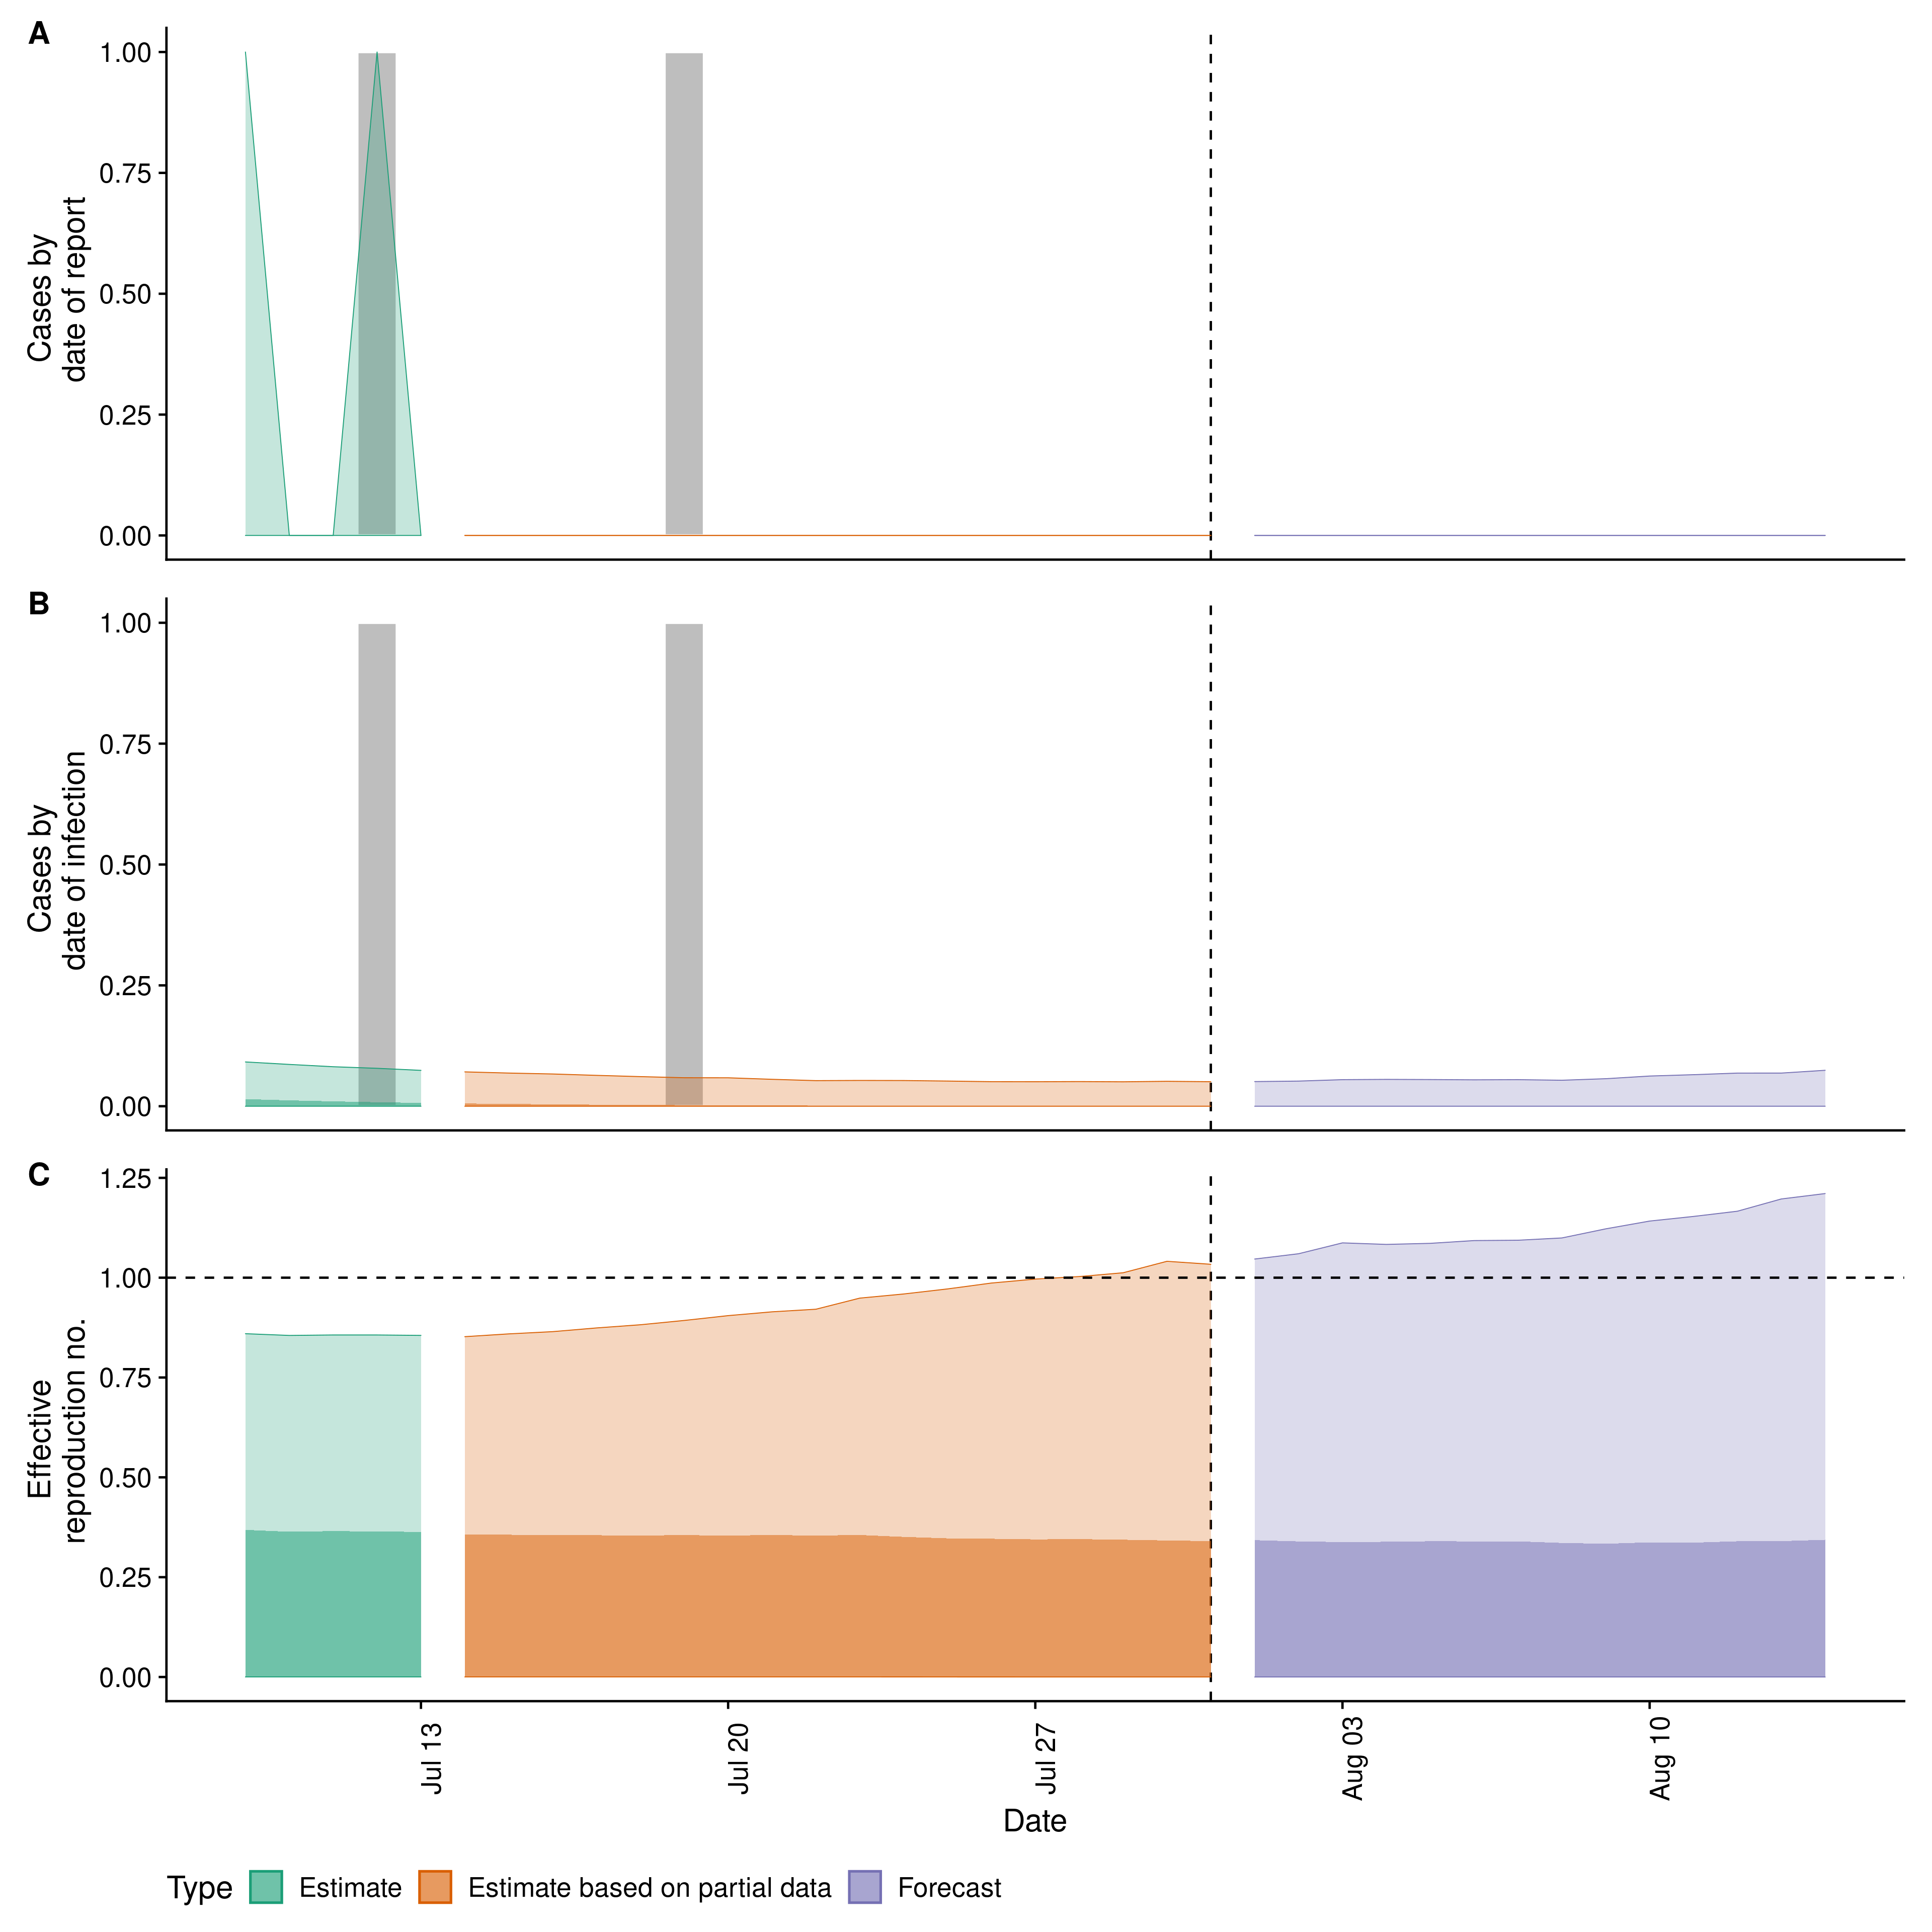 A
1.00
0.75
0.50
0.25
0.00
Cases by
date of report
B
1.00
0.75
0.50
0.25
0.00
Cases by
date of infection
C
1.25
1.00
0.75
0.50
0.25
0.00
Effective
reproduction no.
Jul 13
Jul 20
Jul 27
Aug 03
Aug 10
Date
Type Estimate Estimate based on partial data Forecast